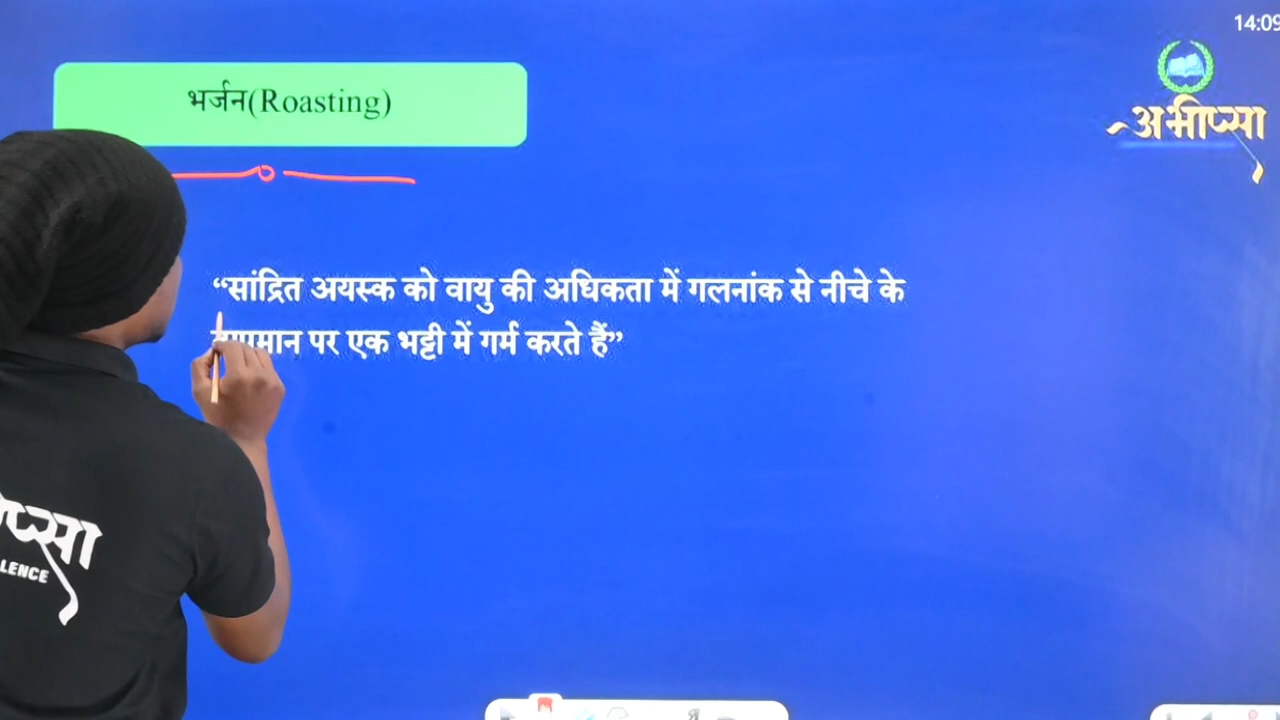 14:09
भर्जन(Roasting)
अभीप्सा
“सांद्रित अयस्क को वायु की अधिकता में गलनांक से नीचे के
पर एक भट्टी में गर्म करते हैं”